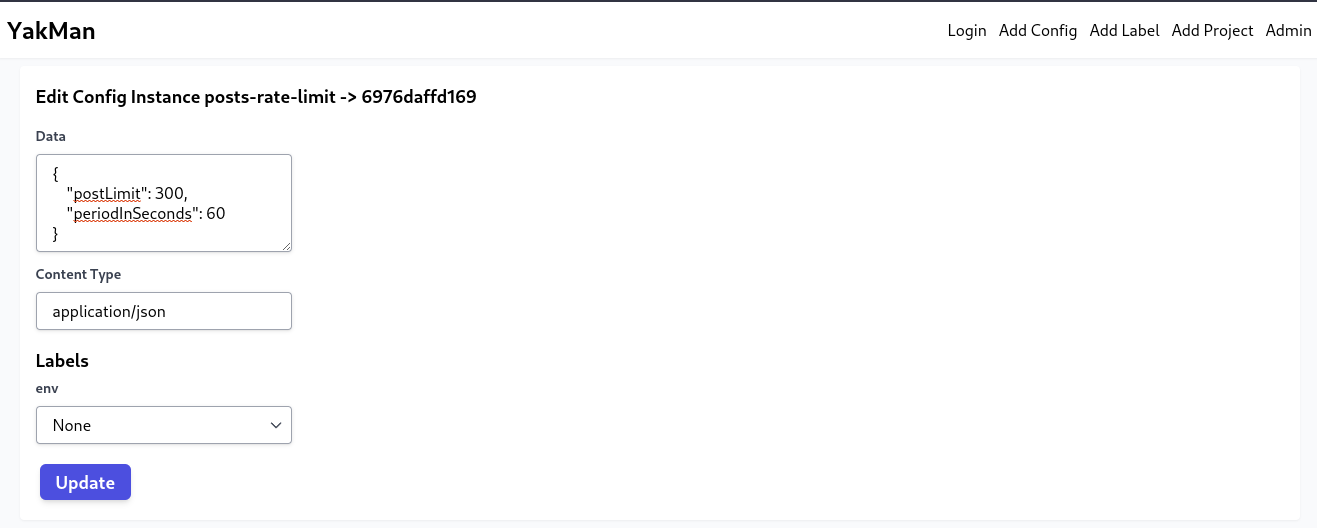 YakMan
Login Add Config Add Label Add Project Admin
Edit Config Instance posts-rate-limit -> 6976daffd169
Data
{
    "postLimit": 300,
    "periodInSeconds": 60
}
Content Type
application/json
Labels
env
None
Update